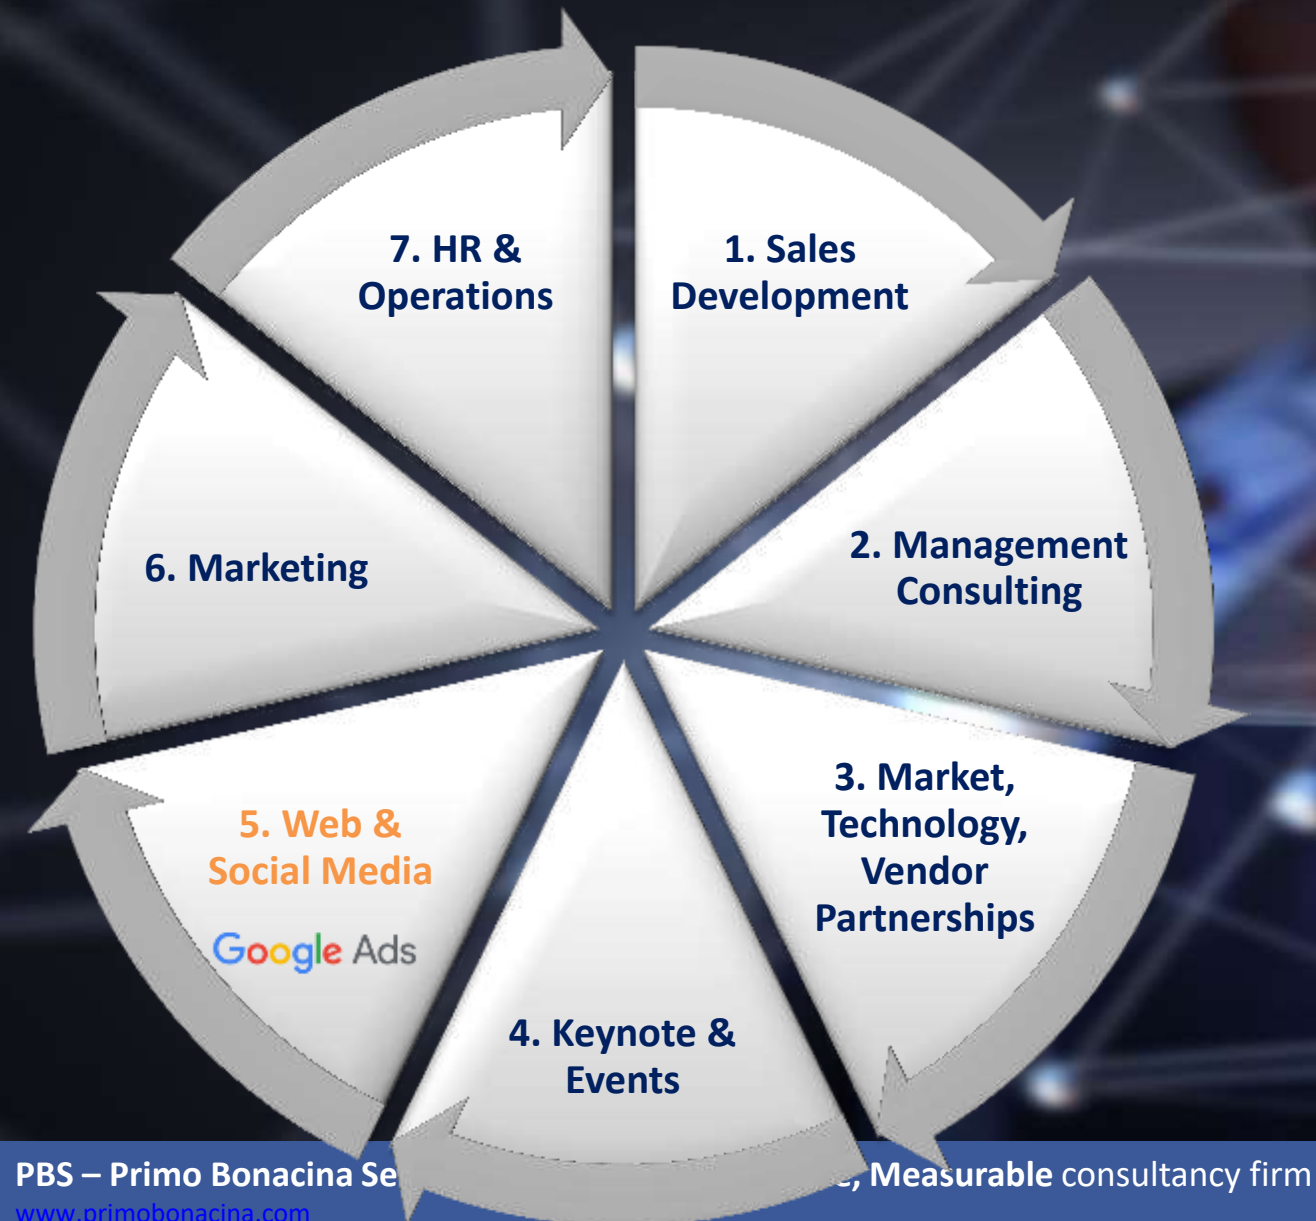 7. HR &
Operations
1. Sales
Development
2. Management
Consulting
3. Market,
Technology,
Vendor
Partnerships
4. Keynote &
Events
5. Web &
Social Media
Google Ads
6. Marketing
PBS – Primo Bonacina Se , Measurable consultancy firm
www.primobonacina.com